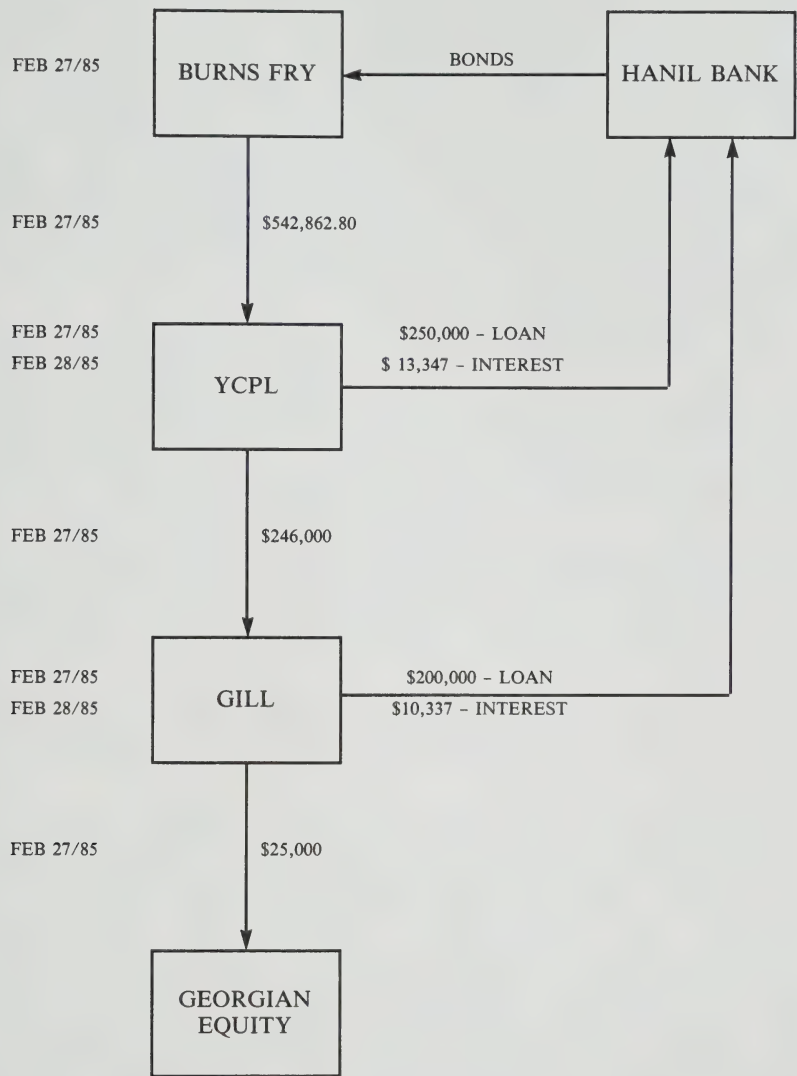 FEB 27/85
BURNS FRY
BONDS
HANIL BANK
FEB 27/85
$542,862.80
FEB 27/85
$250,000 – LOAN
FEB 28/85
$ 13,347 – INTEREST
YCPL
FEB 27/85
$246,000
FEB 27/85
$200,000 – LOAN
GILL
FEB 28/85
$10,337 – INTEREST
FEB 27/85
$25,000
GEORGIAN
EQUITY